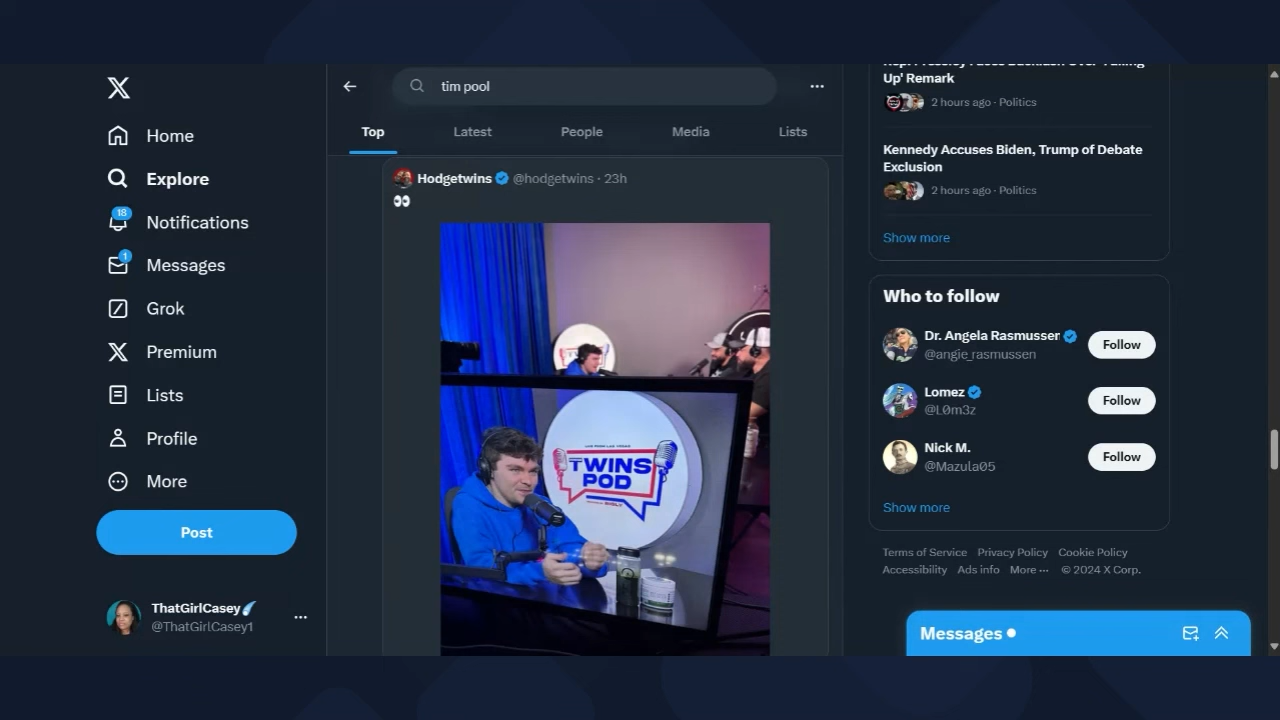 Home
Explore
18
Notifications
1
Messages
Grok
Premium
Lists
Profile
More
Post
ThatGirlCasey
@ThatGirlCasey1
tim pool
Top
Latest
People
Media
Lists
Hodgetwins @hodgetwins · 23h
TWINS
POD
Up' Remark
2 hours ago · Politics
Kennedy Accuses Biden, Trump of Debate
Exclusion
2 hours ago · Politics
Show more
Who to follow
Dr. Angela Rasmussen
@angie_rasmussen
Follow
Lomez
@L0m3z
Follow
Nick M.
@Mazula05
Follow
Show more
Terms of Service Privacy Policy Cookie Policy
Accessibility Ads info More ··· © 2024 X Corp.
Messages